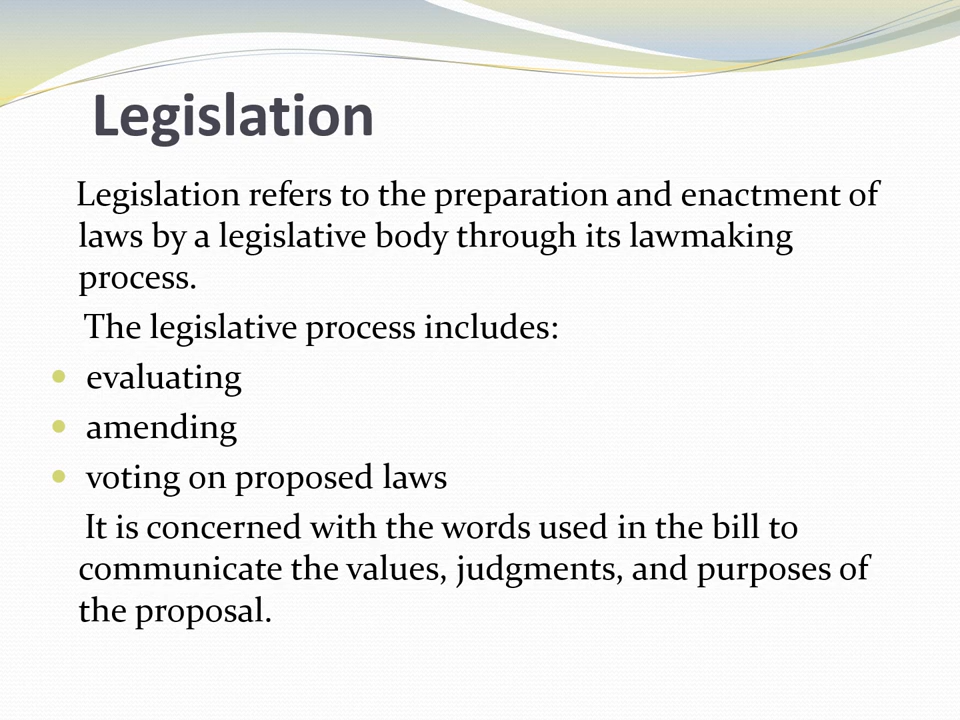 Legislation
Legislation refers to the preparation and enactment of
laws by a legislative body through its lawmaking
process.
The legislative process includes:
• evaluating
• amending
• voting on proposed laws
It is concerned with the words used in the bill to
communicate the values, judgments, and purposes of
the proposal.